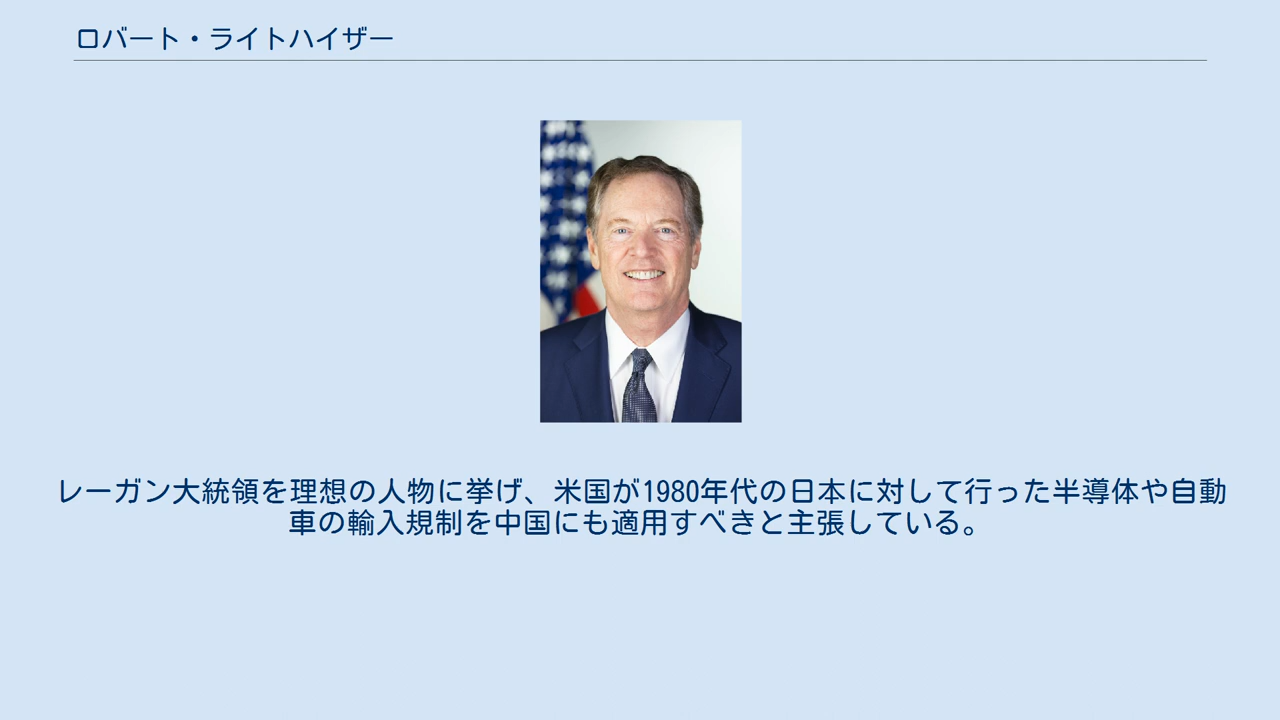 ロバート・ライトハイザー
レーガン大統領を理想の人物に挙げ、米国が1980年代の日本に対して行った半導体や自動
車の輸入規制を中国にも適用すべきと主張している。